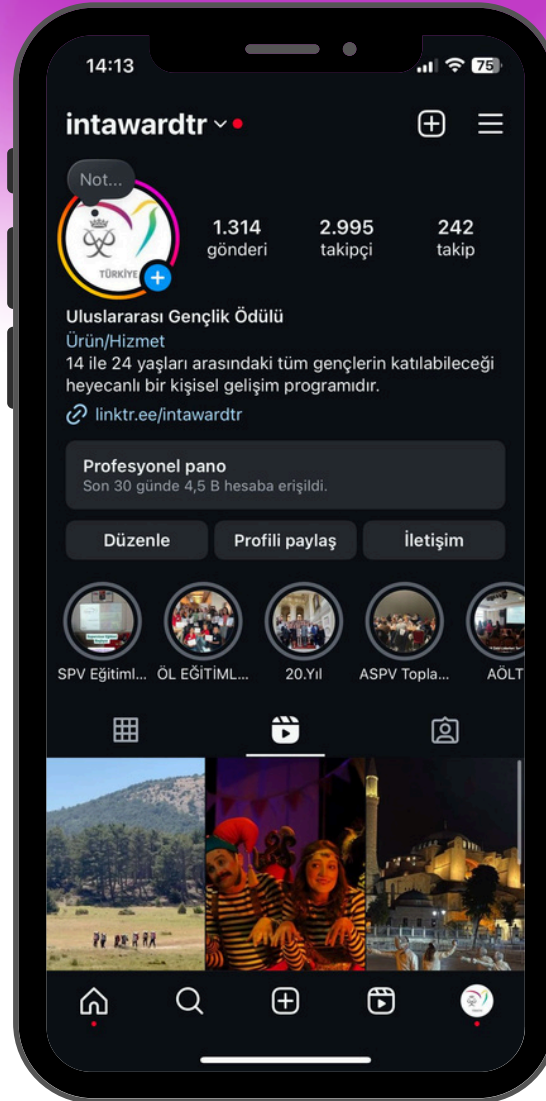 14:13
75
intawardtr
Not...
TÜRKİYE
1.314 2.995 242
gönderi takipçi takip
Uluslararası Gençlik Ödülü
Ürün/Hizmet
14 ile 24 yaşları arasındaki tüm gençlerin katılabileceği
heyecanlı bir kişisel gelişim programıdır.
linktr.ee/intawardtr
Profesyonel pano
Son 30 günde 4,5 B hesaba erişildi.
Düzenle Profili paylaş İletişim
SPV Eğitiml... ÖL EĞİTİML... 20.Yıl ASPV Topla... AÖLT